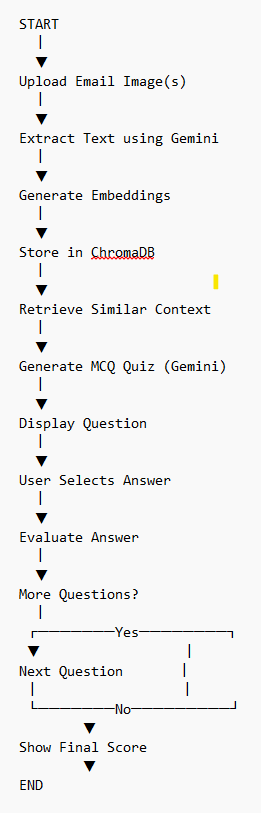 START
Upload Email Image(s)
Extract Text using Gemini
Generate Embeddings
Store in ChromaDB
Retrieve Similar Context
Generate MCQ Quiz (Gemini)
Display Question
User Selects Answer
Evaluate Answer
More Questions?
Yes
Next Question
No
Show Final Score
END